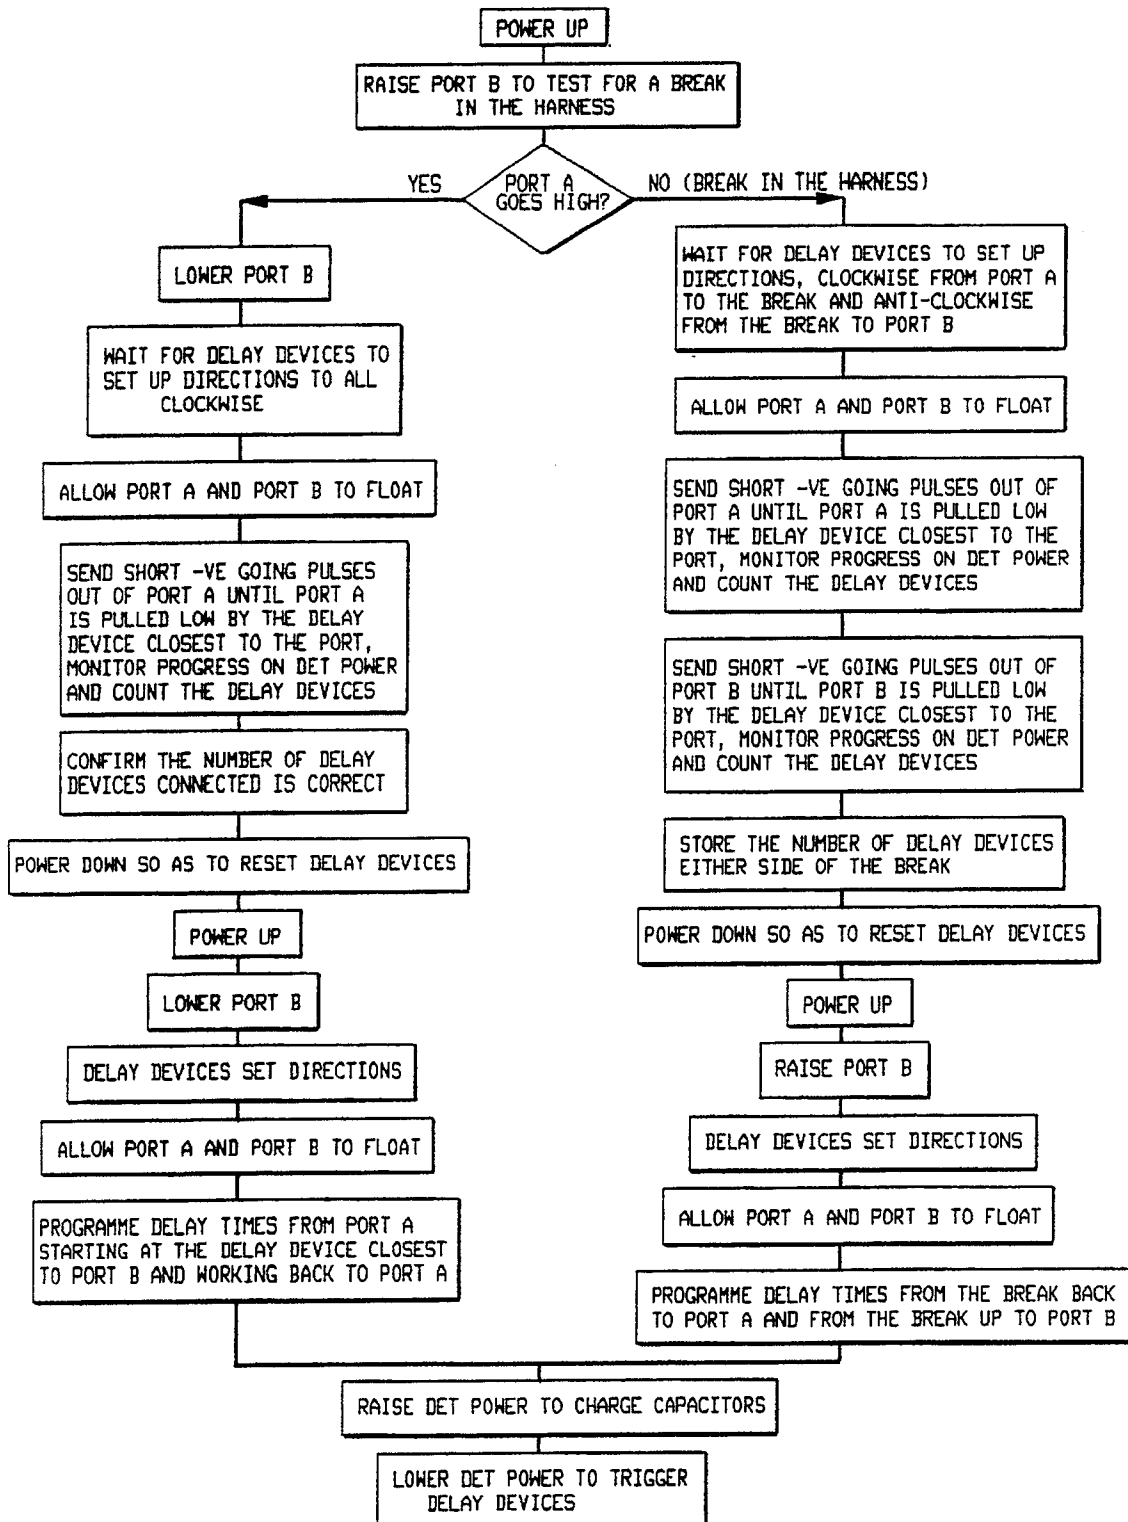 POWER UP
RAISE PORT B TO TEST FOR A BREAK
IN THE HARNESS
PORT A
GOES HIGH?
YES
NO (BREAK IN THE HARNESS)
LOWER PORT B
WAIT FOR DELAY DEVICES TO
SET UP DIRECTIONS TO ALL
CLOCKWISE
ALLOW PORT A AND PORT B TO FLOAT
SEND SHORT -VE GOING PULSES
OUT OF PORT A UNTIL PORT A
IS PULLED LOW BY THE DELAY
DEVICE CLOSEST TO THE PORT,
MONITOR PROGRESS ON DET POWER
AND COUNT THE DELAY DEVICES
CONFIRM THE NUMBER OF DELAY
DEVICES CONNECTED IS CORRECT
POWER DOWN SO AS TO RESET DELAY DEVICES
POWER UP
LOWER PORT B
DELAY DEVICES SET DIRECTIONS
ALLOW PORT A AND PORT B TO FLOAT
PROGRAMME DELAY TIMES FROM PORT A
STARTING AT THE DELAY DEVICE CLOSEST
TO PORT B AND WORKING BACK TO PORT A
WAIT FOR DELAY DEVICES TO SET UP
DIRECTIONS, CLOCKWISE FROM PORT A
TO THE BREAK AND ANTI-CLOCKWISE
FROM THE BREAK TO PORT B
ALLOW PORT A AND PORT B TO FLOAT
SEND SHORT -VE GOING PULSES OUT OF
PORT A UNTIL PORT A IS PULLED LOW
BY THE DELAY DEVICE CLOSEST TO THE
PORT, MONITOR PROGRESS ON DET POWER
AND COUNT THE DELAY DEVICES
SEND SHORT -VE GOING PULSES OUT OF
PORT B UNTIL PORT B IS PULLED LOW
BY THE DELAY DEVICE CLOSEST TO THE
PORT, MONITOR PROGRESS ON DET POWER
AND COUNT THE DELAY DEVICES
STORE THE NUMBER OF DELAY DEVICES
EITHER SIDE OF THE BREAK
POWER DOWN SO AS TO RESET DELAY DEVICES
POWER UP
RAISE PORT B
DELAY DEVICES SET DIRECTIONS
ALLOW PORT A AND PORT B TO FLOAT
PROGRAMME DELAY TIMES FROM THE BREAK BACK
TO PORT A AND FROM THE BREAK UP TO PORT B
RAISE DET POWER TO CHARGE CAPACITORS
LOWER DET POWER TO TRIGGER
DELAY DEVICES